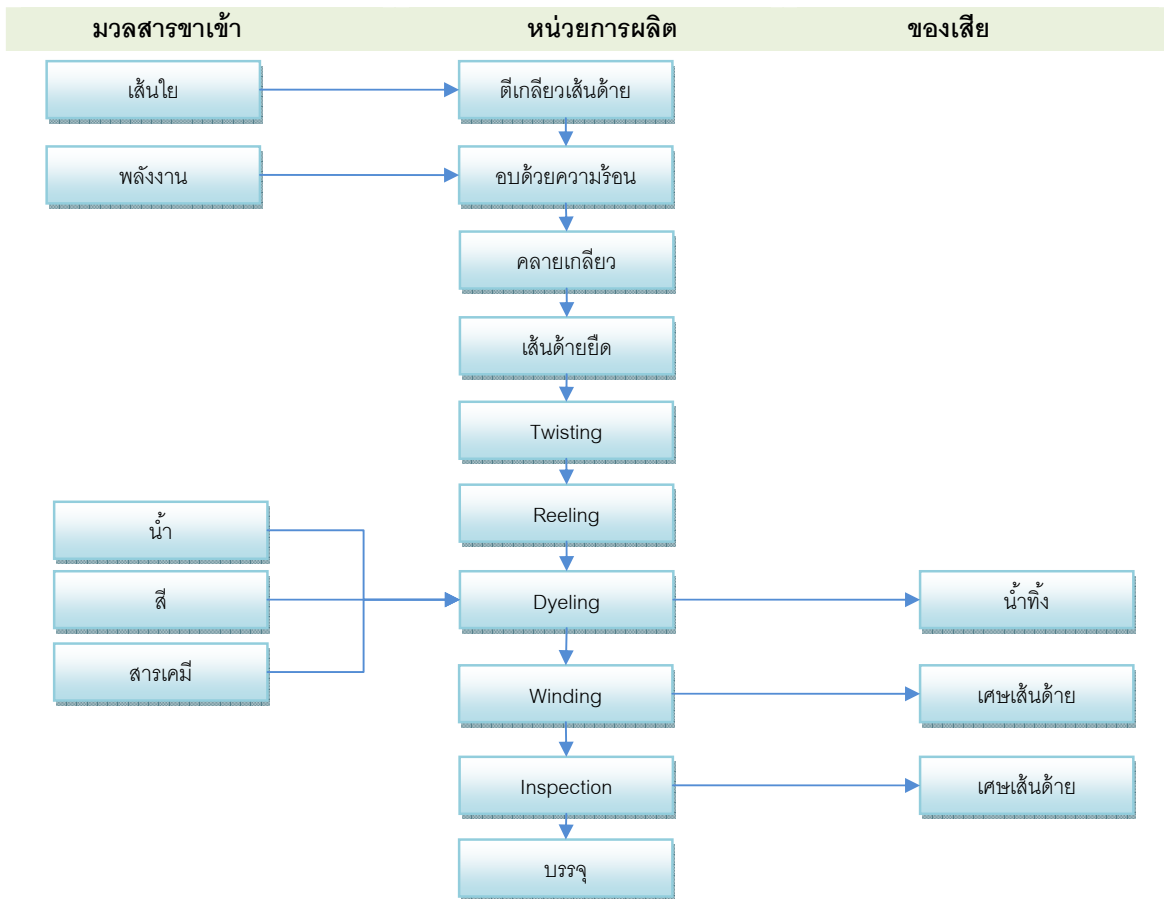 มวลสารขาเข้า หน่วยการผลิต ของเสีย
เส้นใย ตีเกลียวเส้นด้าย
พลังงาน อบด้วยความร้อน
คลายเกลียว
เส้นด้ายยืด
Twisting
น้ำ Reeling
สี Dyeling น้ำทิ้ง
สารเคมี Winding เศษเส้นด้าย
Inspection เศษเส้นด้าย
บรรจุ